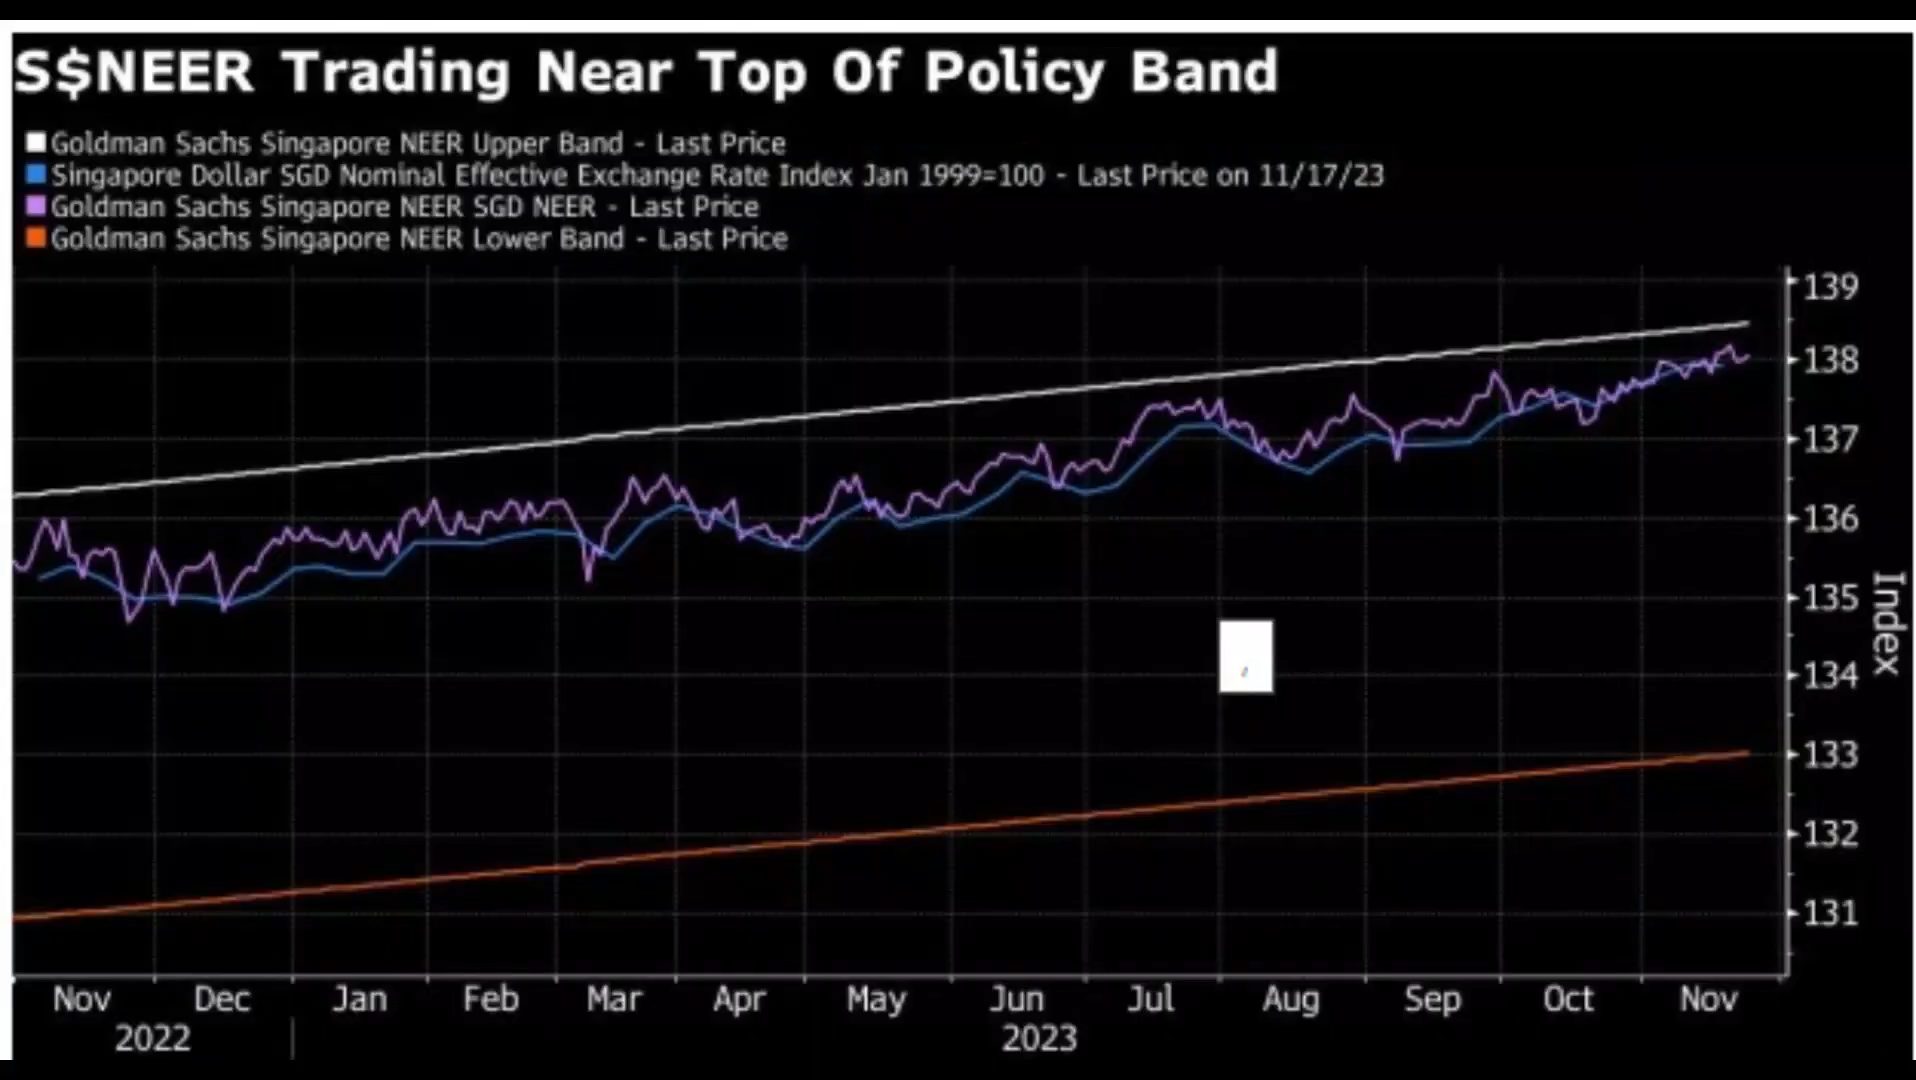 S$NEER Trading Near Top Of Policy Band
Goldman Sachs Singapore NEER Upper Band - Last Price
Singapore Dollar SGD Nominal Effective Exchange Rate Index Jan 1999=100 - Last Price on 11/17/23
Goldman Sachs Singapore NEER SGD NEER - Last Price
Goldman Sachs Singapore NEER Lower Band - Last Price
139
138
137
136
135
134
133
132
131
Index
Nov Dec Jan Feb Mar Apr May Jun Jul Aug Sep Oct Nov
2022 2023